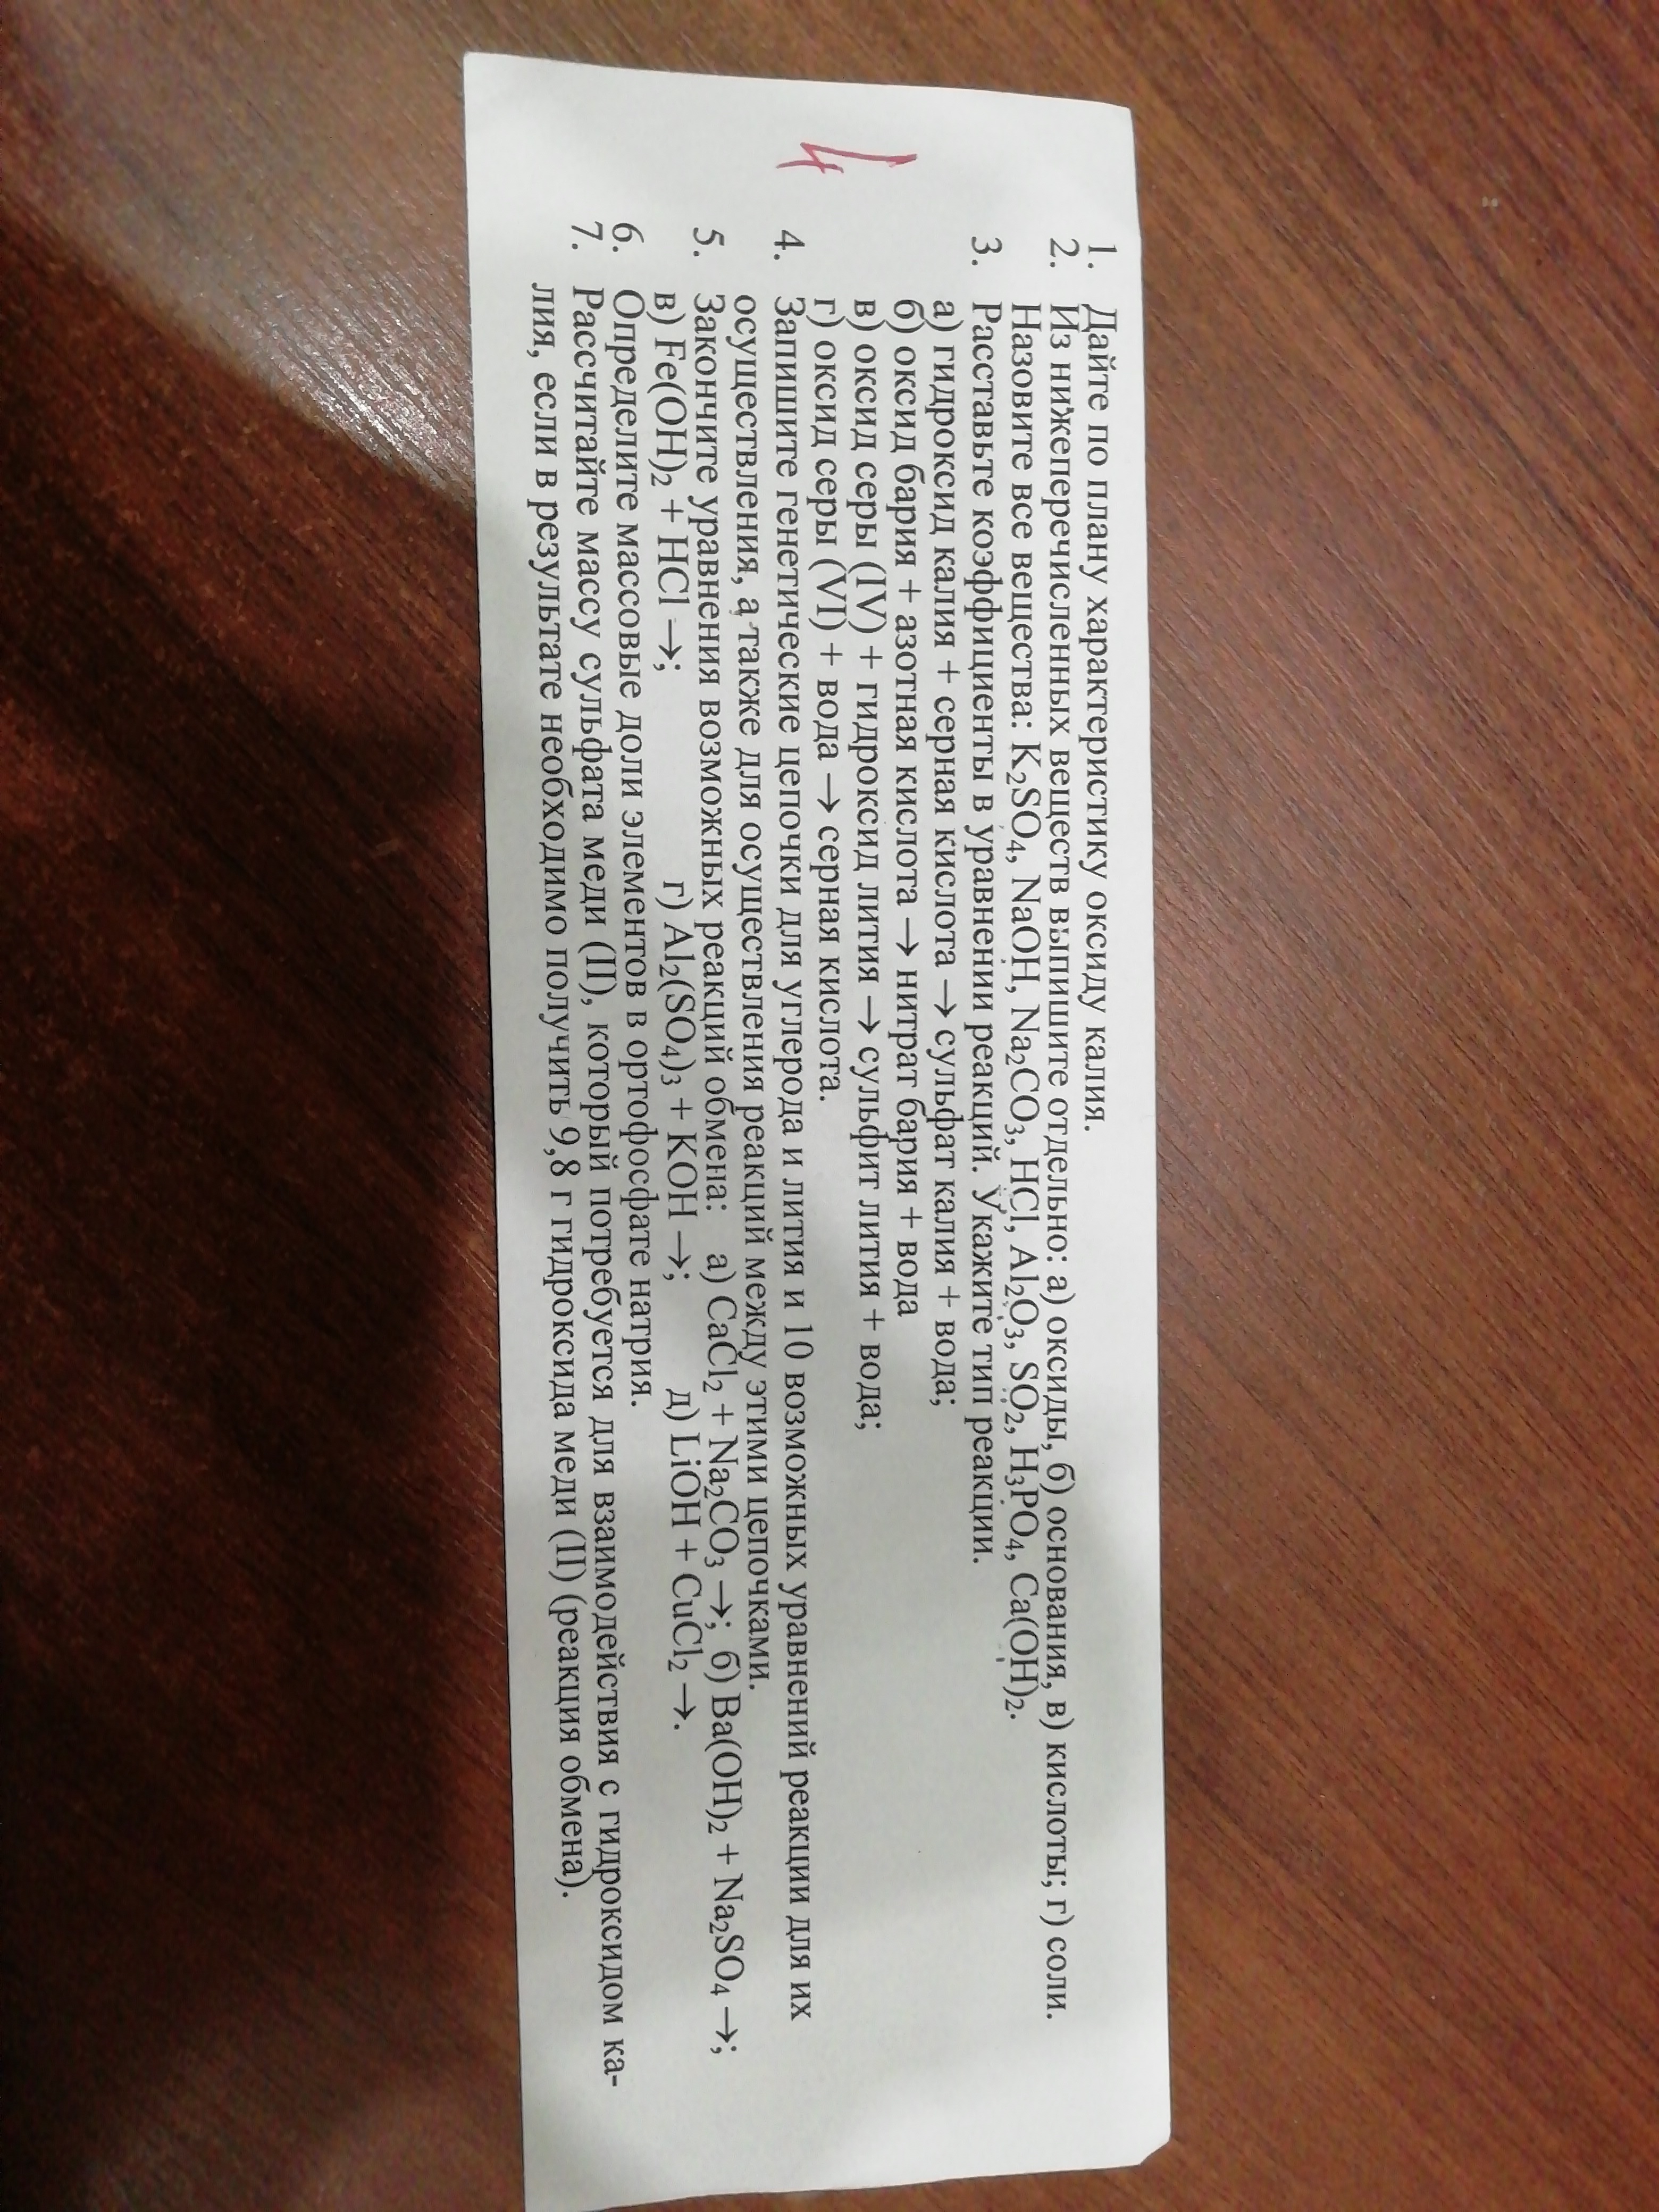 4
1. Дайте по плану характеристику оксиду калия.
2. Из нижеперечисленных веществ выпишите отдельно: а) оксиды, б) основания, в) кислоты; г) соли.
Назовите все вещества: K₂SO₄, NaOH, Na₂CO₃, HCl, Al₂O₃, SO₂, H₃PO₄, Ca(OH)₂.
3. Расставьте коэффициенты в уравнении реакций. Укажите тип реакции.
а) гидроксид калия + серная кислота → сульфат калия + вода;
б) оксид бария + азотная кислота → нитрат бария + вода
в) оксид серы (IV) + гидроксид лития → сульфит лития + вода;
г) оксид серы (VI) + вода → серная кислота.
4. Запишите генетические цепочки для углерода и лития и 10 возможных уравнений реакции для их
осуществления, а также для осуществления реакций между этими цепочками.
5. Закончите уравнения возможных реакций обмена: а) CaCl₂ + Na₂CO₃ →; б) Ba(OH)₂ + Na₂SO₄ →;
в) Fe(OH)₂ + HCl →; г) Al₂(SO₄)₃ + KOH →; д) LiOH + CuCl₂ →.
6. Определите массовые доли элементов в ортофосфате натрия.
7. Рассчитайте массу сульфата меди (II), который потребуется для взаимодействия с гидроксидом ка-
лия, если в результате необходимо получить 9,8 г гидроксида меди (II) (реакция обмена).